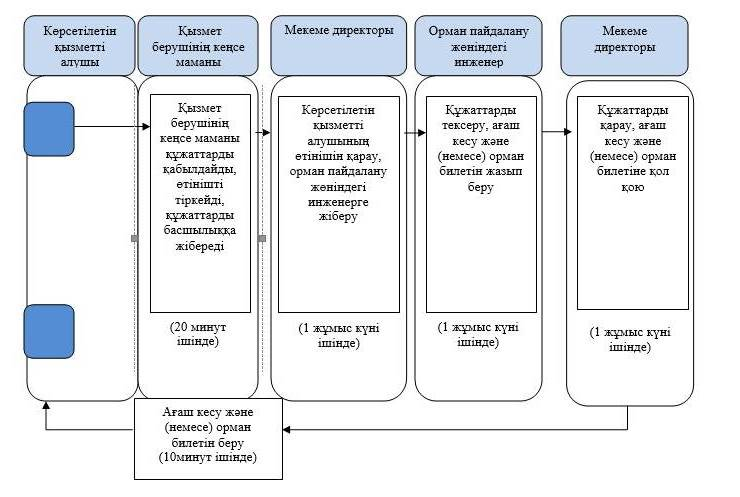 Көрсетілетін
қызметті
алушы
Қызмет
берушінің кеңсе
маманы
Мекеме директоры
Орман пайдалану
жөніндегі
инженер
Мекеме
директоры
Қызмет
берушінің
кеңсе маманы
құжаттарды
қабылдайды,
өтінішті
тіркейді,
құжаттарды
басшылыққа
жібереді
(20 минут
ішінде)
Көрсетілетін
қызметті
алушының
өтінішін қарау,
орман пайдалану
жөніндегі
инженерге
жіберу
(1 жұмыс күні
ішінде)
Құжаттарды
тексеру, ағаш
кесу және
(немесе) орман
билетін жазып
беру
(1 жұмыс күні
ішінде)
Құжаттарды
қарау, ағаш
кесу және
(немесе) орман
билетіне қол
қою
(1 жұмыс күні
ішінде)
Ағаш кесу және
(немесе) орман
билетін беру
(10минут ішінде)